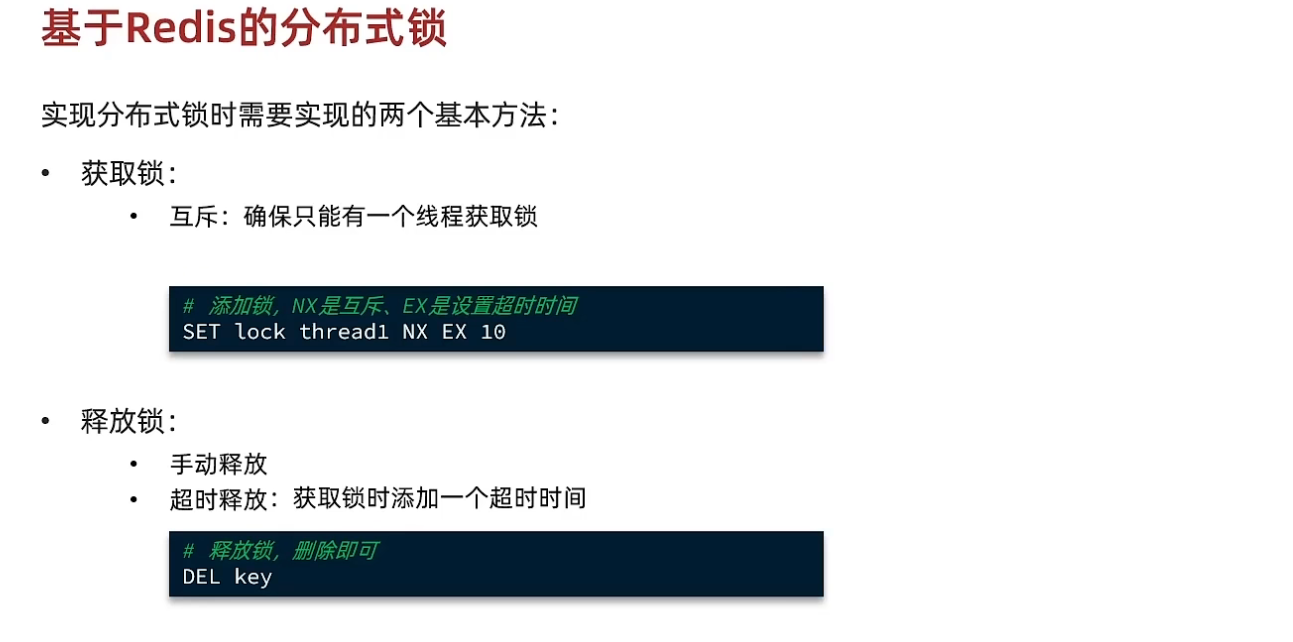 基于Redis的分布式锁
实现分布式锁时需要实现的两个基本方法：
• 获取锁：
• 互斥：确保只能有一个线程获取锁
# 添加锁，NX是互斥、EX是设置超时时间
SET lock thread1 NX EX 10
• 释放锁：
• 手动释放
• 超时释放：获取锁时添加一个超时时间
# 释放锁，删除即可
DEL key